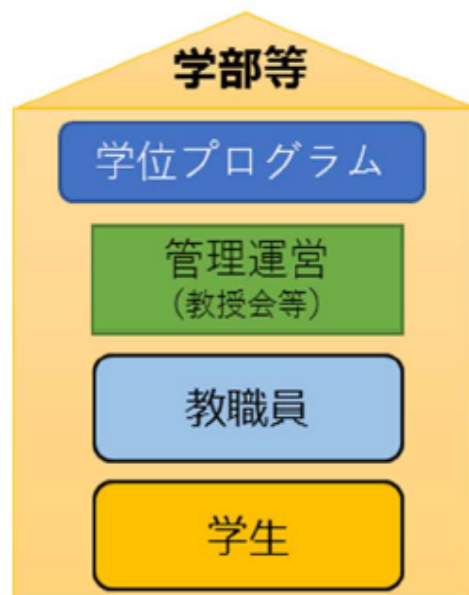 学部等
学位プログラム
管理運営
(教授会等)
教職員
学生